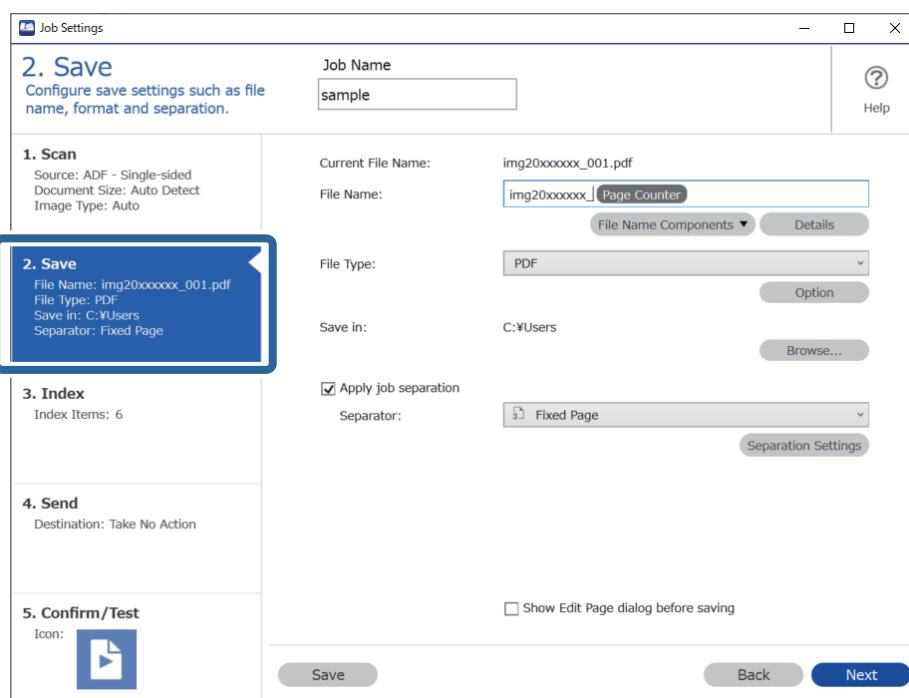 Job Settings
2. Save
Configure save settings such as file
name, format and separation.
Job Name
sample
Help
1. Scan
Source: ADF - Single-sided
Document Size: Auto Detect
Image Type: Auto
2. Save
File Name: img20xxxxxx_001.pdf
File Type: PDF
Save in: C:¥Users
Separator: Fixed Page
3. Index
Index Items: 6
4. Send
Destination: Take No Action
5. Confirm/Test
Icon:
Current File Name: img20xxxxxx_001.pdf
File Name: img20xxxxxx_ Page Counter
File Name Components ▼ Details
File Type: PDF
Option
Save in: C:¥Users
Browse...
Apply job separation
Separator: Fixed Page
Separation Settings
Show Edit Page dialog before saving
Save Back Next